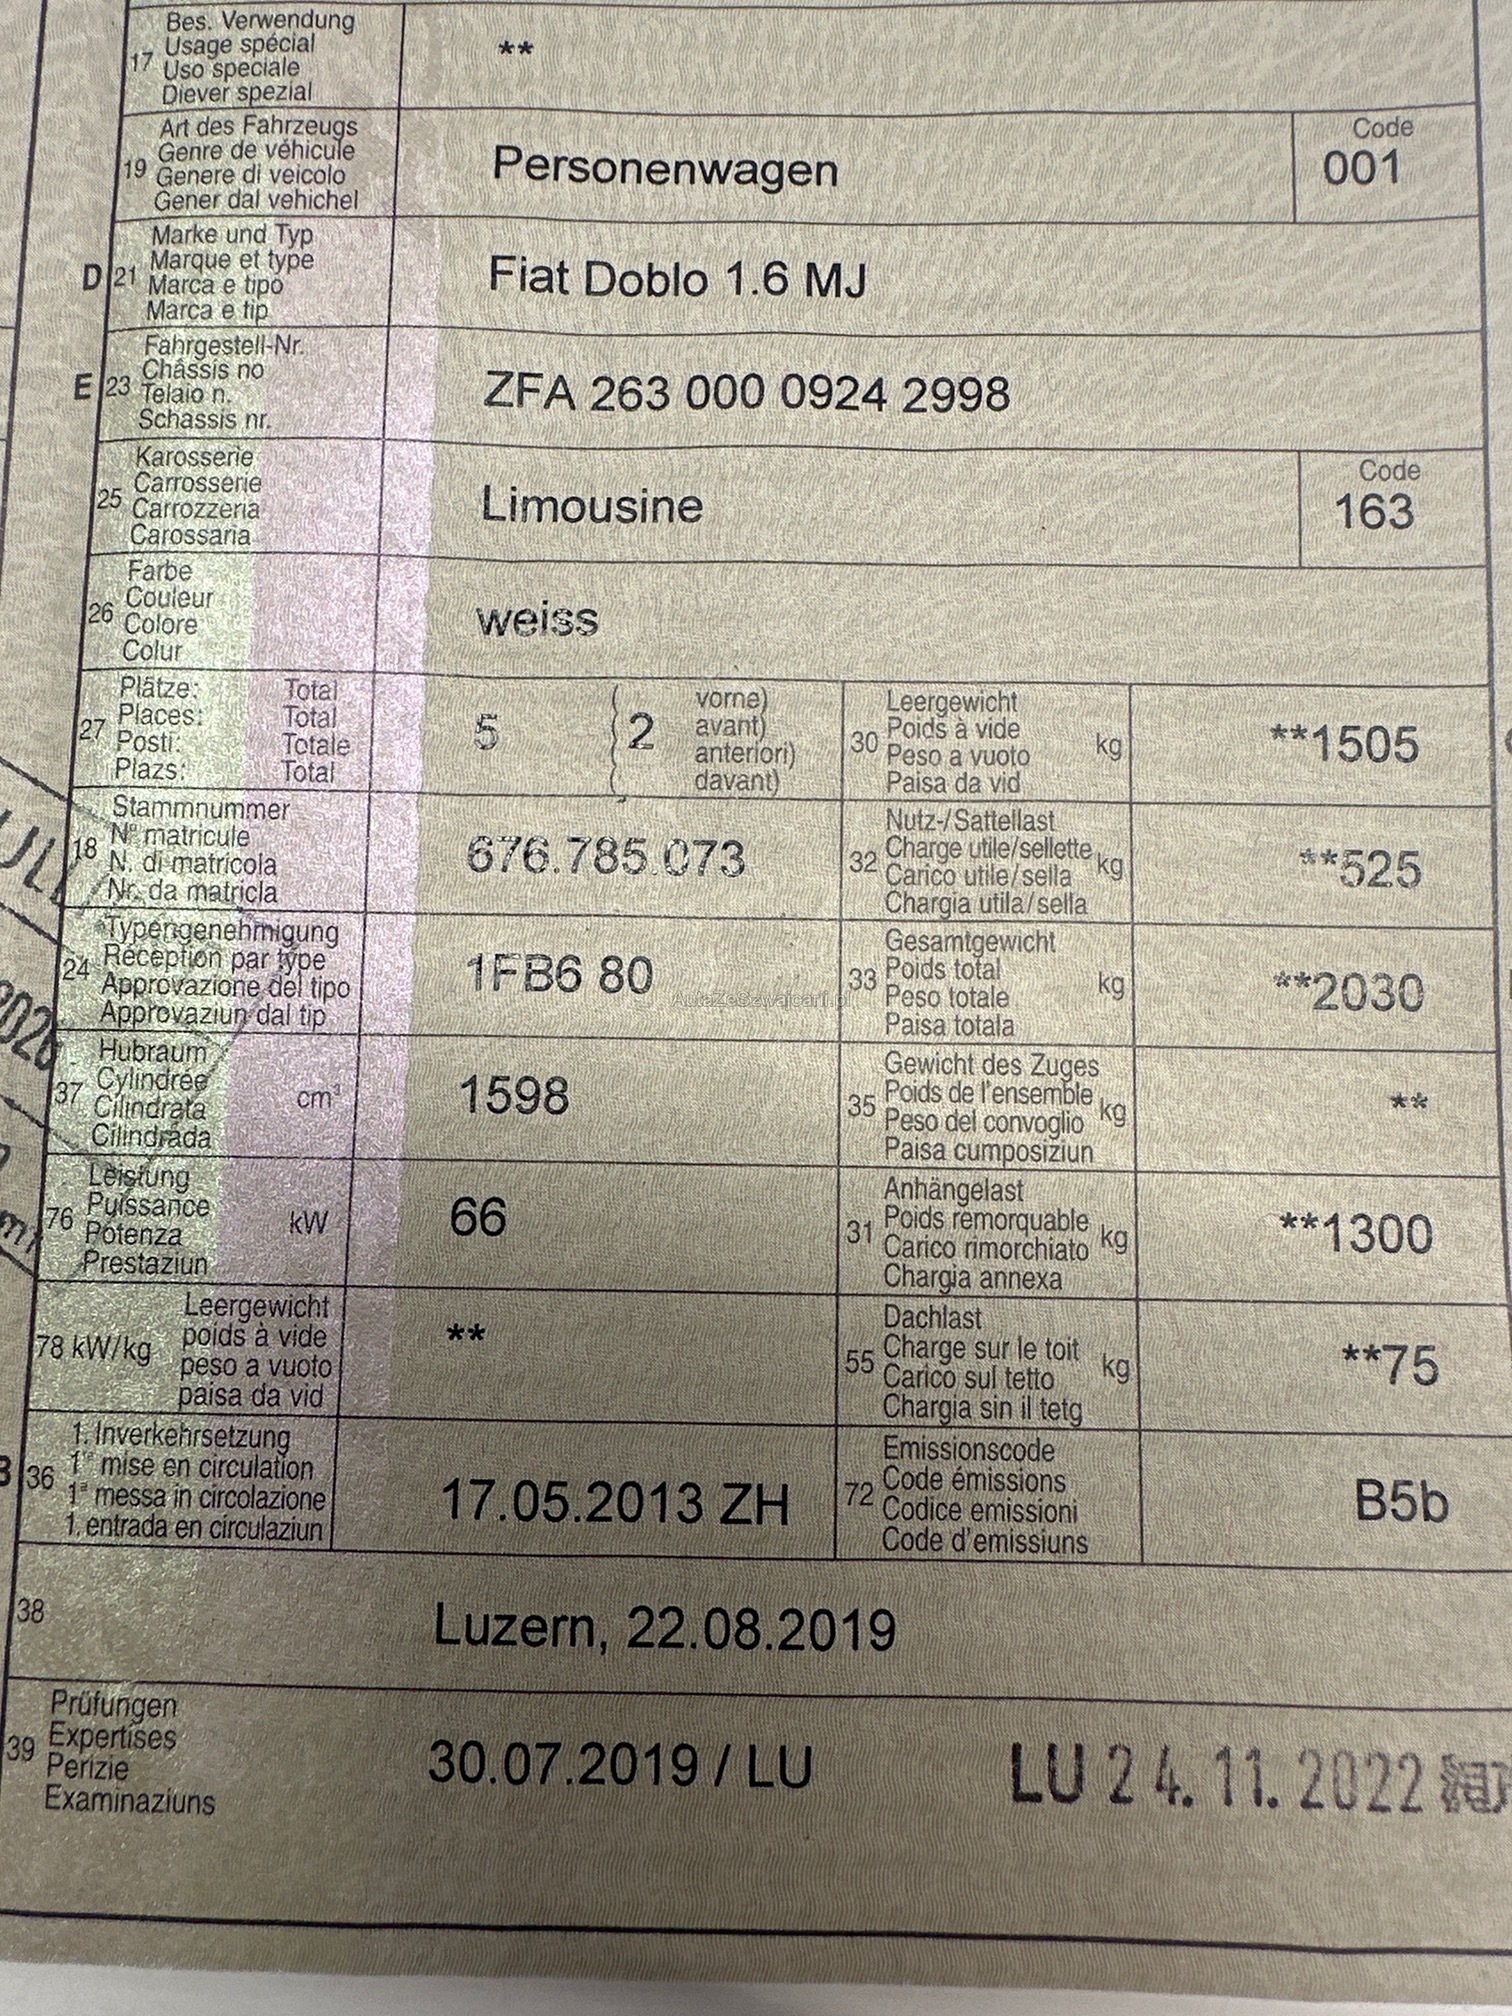 Bes. Verwendung
17 Usage spécial **
Uso speciale
Diever spezial
Art des Fahrzeugs Code
19 Genre de véhicule Personenwagen 001
Genere di veicolo
Gener dal vehichel
Marke und Typ
D 21 Marque et type Fiat Doblo 1.6 MJ
Marca e tipo
Marca e tip
Fahrgestell-Nr.
E 23 Châssis no ZFA 263 000 0924 2998
Telaio n.
Schassis nr.
Karosserie Code
25 Carrosserie Limousine 163
Carrozzeria
Carossaria
Farbe
26 Couleur weiss
Colore
Colur
Plätze: Total
27 Places: Total 5 (2
Posti: Totale
Plazs: Total
vorne)
avant)
anteriori)
davant)
Leergewicht
30 Poids à vide kg **1505
Peso a vuoto
Paisa da vid
Stammnummer
18 N° matricule 676.785.073
N. di matricola
Nr. da matricla
Nutz-/Sattellast
32 Charge utile/sellette kg **525
Carico utile/sella
Chargia utila/sella
Typengenehmigung
24 Réception par type 1FB6 80
Approvazione del tipo
Approvaziun dal tip
AutaZeSzwajcarii.pl
Gesamtgewicht
33 Poids total kg **2030
Peso totale
Paisa totala
Hubraum
37 Cylindrée cm³ 1598
Cilindrata
Cilindrada
Gewicht des Zuges
35 Poids de l'ensemble kg **
Peso del convoglio
Paisa cumposiziun
Leistung
76 Puissance kW 66
Potenza
Prestaziun
Anhängelast
31 Poids remorquable kg **1300
Carico rimorchiato
Chargia annexa
Leergewicht
78 kW/kg poids à vide **
peso a vuoto
paisa da vid
Dachlast
55 Charge sur le toit kg **75
Carico sul tetto
Chargia sin il tetg
1. Inverkehrsetzung
B 36 1re mise en circulation 17.05.2013 ZH
1a messa in circolazione
1. entrada en circulaziun
Emissionscode
72 Code émissions B5b
Codice emissioni
Code d'emissiuns
38 Luzern, 22.08.2019
Prüfungen
39 Expertises 30.07.2019 / LU LU 24.11.2022
Perizie
Examinaziuns